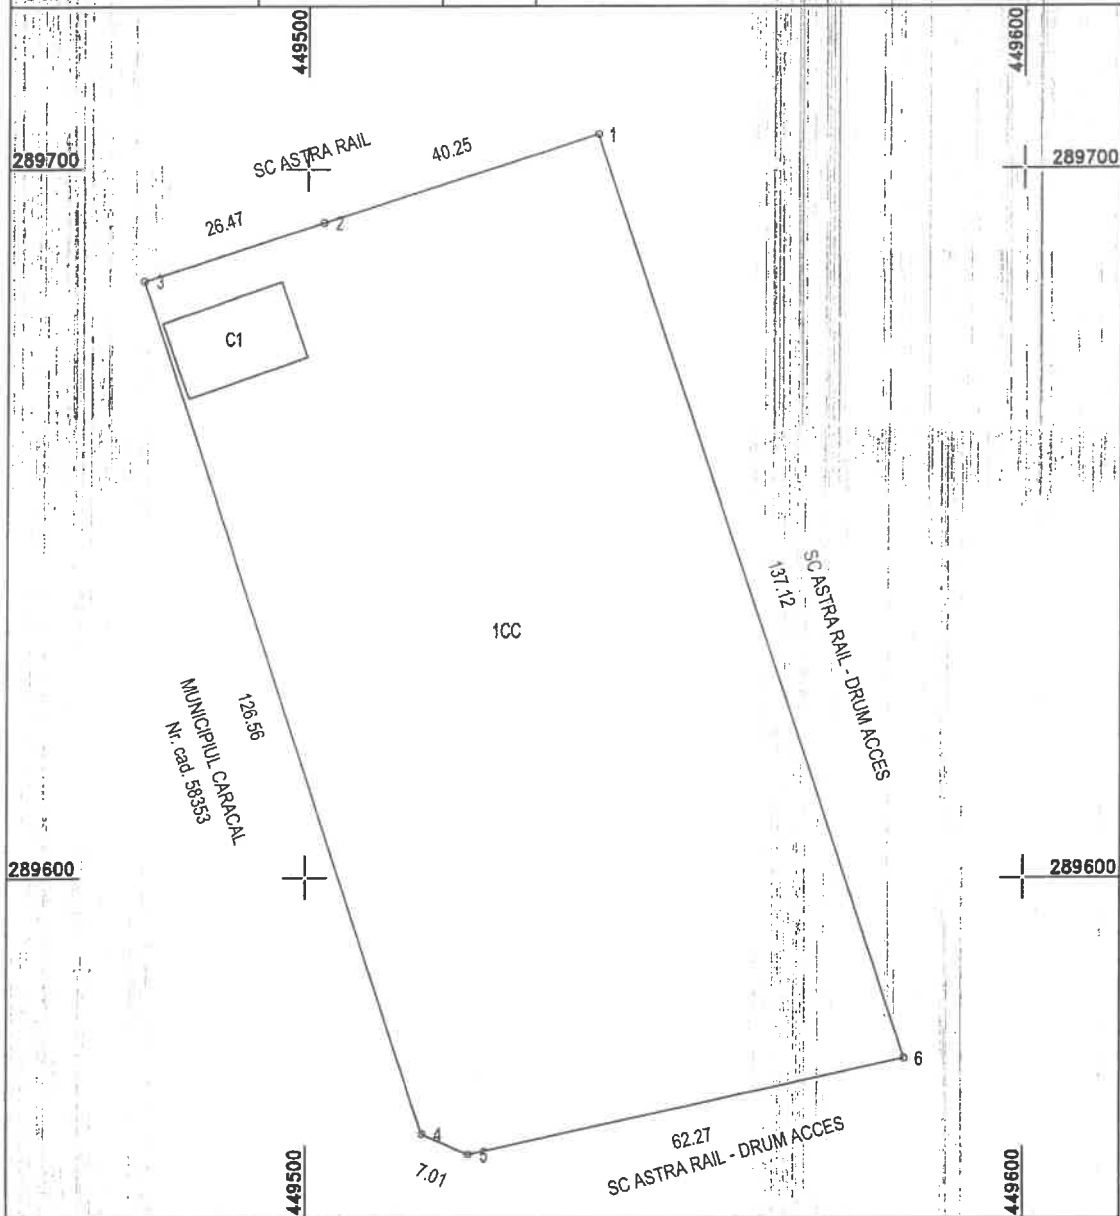 449500
449600
289700
SC ASTRA RAIL
40.25
1
289700
26.47
2
3
C1
137.12
SC ASTRA RAIL - DRUM ACCES
1CC
126.56
MUNICIPIUL CARACAL
Nr. cad. 58353
289600
289600
6
4
5
7.01
62.27
SC ASTRA RAIL - DRUM ACCES
449500
449600